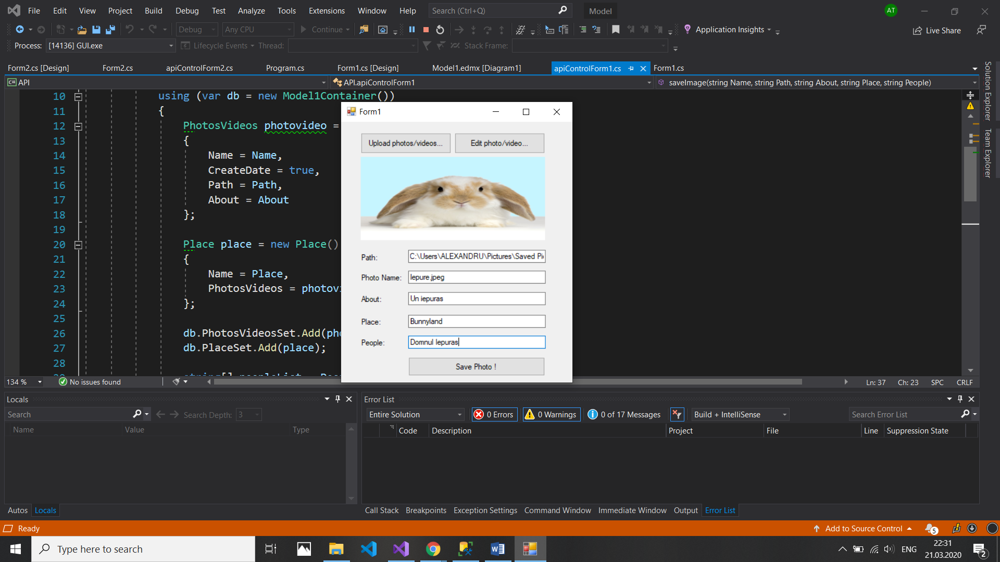 File Edit View Project Build Debug Test Analyze Tools Extensions Window Help Search (Ctrl+Q) Model AT
Debug Any CPU Continue Application Insights Live Share
Process: [14136] GUI.exe Lifecycle Events Thread: Stack Frame:
Form2.cs [Design] Form2.cs apiControlForm2.cs Program.cs Form1.cs [Design] Model1.edmx [Diagram1] apiControlForm1.cs Form1.cs
C# API API.apiControlForm1 saveImage(string Name, string Path, string About, string Place, string People)
10 using (var db = new Model1Container())
11 {
12 PhotosVideos photovideo =
13 {
14 Name = Name,
15 CreateDate = true,
16 Path = Path,
17 About = About
18 };
19
20 Place place = new Place()
21 {
22 Name = Place,
23 PhotosVideos = photovi
24 };
25
26 db.PhotosVideosSet.Add(pho
27 db.PlaceSet.Add(place);
28
Form1
Upload photos/videos... Edit photo/video...
Path: C:\Users\ALEXANDRU\Pictures\Saved Pi
Photo Name: Iepure.jpeg
About: Un iepuras
Place: Bunnyland
People: Domnul Iepuras
Save Photo !
Solution Explorer
Team Explorer
134 % No issues found Ln: 37 Ch: 23 SPC CRLF
Locals
Search Search Depth: 3
Name Value Type
Autos Locals
Error List
Entire Solution 0 Errors 0 Warnings 0 of 17 Messages Build + IntelliSense Search Error List
Code Description Project File Line Suppression State
Call Stack Breakpoints Exception Settings Command Window Immediate Window Output Error List
Ready Add to Source Control 5
Type here to search ENG 22:31
21.03.2020 2